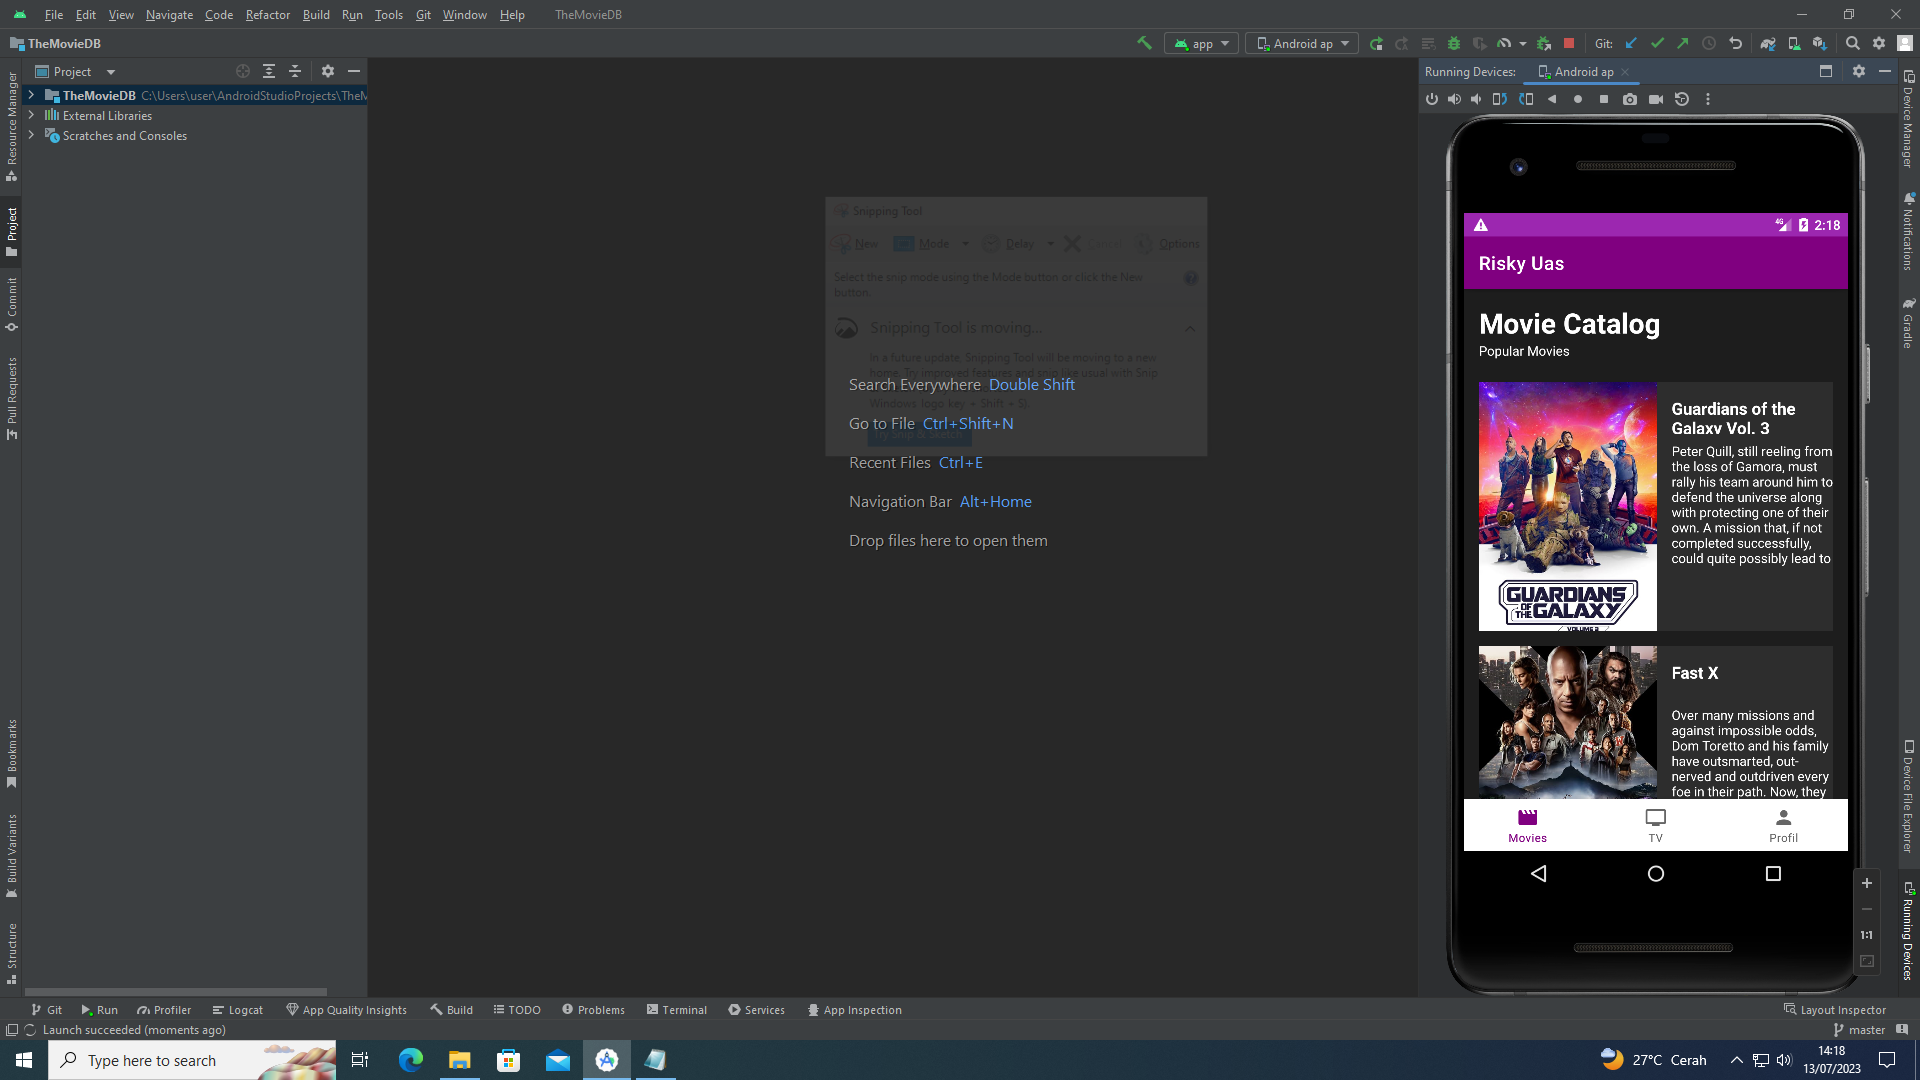 File Edit View Navigate Code Refactor Build Run Tools Git Window Help TheMovieDB
TheMovieDB
app
Android ap
Git:
Project
TheMovieDB C:\Users\user\AndroidStudioProjects\TheM
External Libraries
Scratches and Consoles
Resource Manager
Project
Commit
Pull Requests
Bookmarks
Build Variants
Structure
Snipping Tool
New Mode Delay Cancel Options
Select the snip mode using the Mode button or click the New
button.
Snipping Tool is moving...
In a future update, Snipping Tool will be moving to a new
home. Try improved features and snip like usual with Snip
Windows logo key + Shift + S).
Search Everywhere Double Shift
Go to File Ctrl+Shift+N
Recent Files Ctrl+E
Navigation Bar Alt+Home
Drop files here to open them
Running Devices: Android ap
2:18
Risky Uas
Movie Catalog
Popular Movies
GUARDIANS
OF THE GALAXY
VOLUME 3
Guardians of the
Galaxy Vol. 3
Peter Quill, still reeling from
the loss of Gamora, must
rally his team around him to
defend the universe along
with protecting one of their
own. A mission that, if not
completed successfully,
could quite possibly lead to
Fast X
Over many missions and
against impossible odds,
Dom Toretto and his family
have outsmarted, out-
nerved and outdriven every
foe in their path. Now, they
Movies TV Profil
1:1
Device Manager
Notifications
Gradle
Device File Explorer
Running Devices
Git Run Profiler Logcat App Quality Insights Build TODO Problems Terminal Services App Inspection Layout Inspector
Launch succeeded (moments ago)
master
Type here to search
27°C Cerah
14:18
13/07/2023